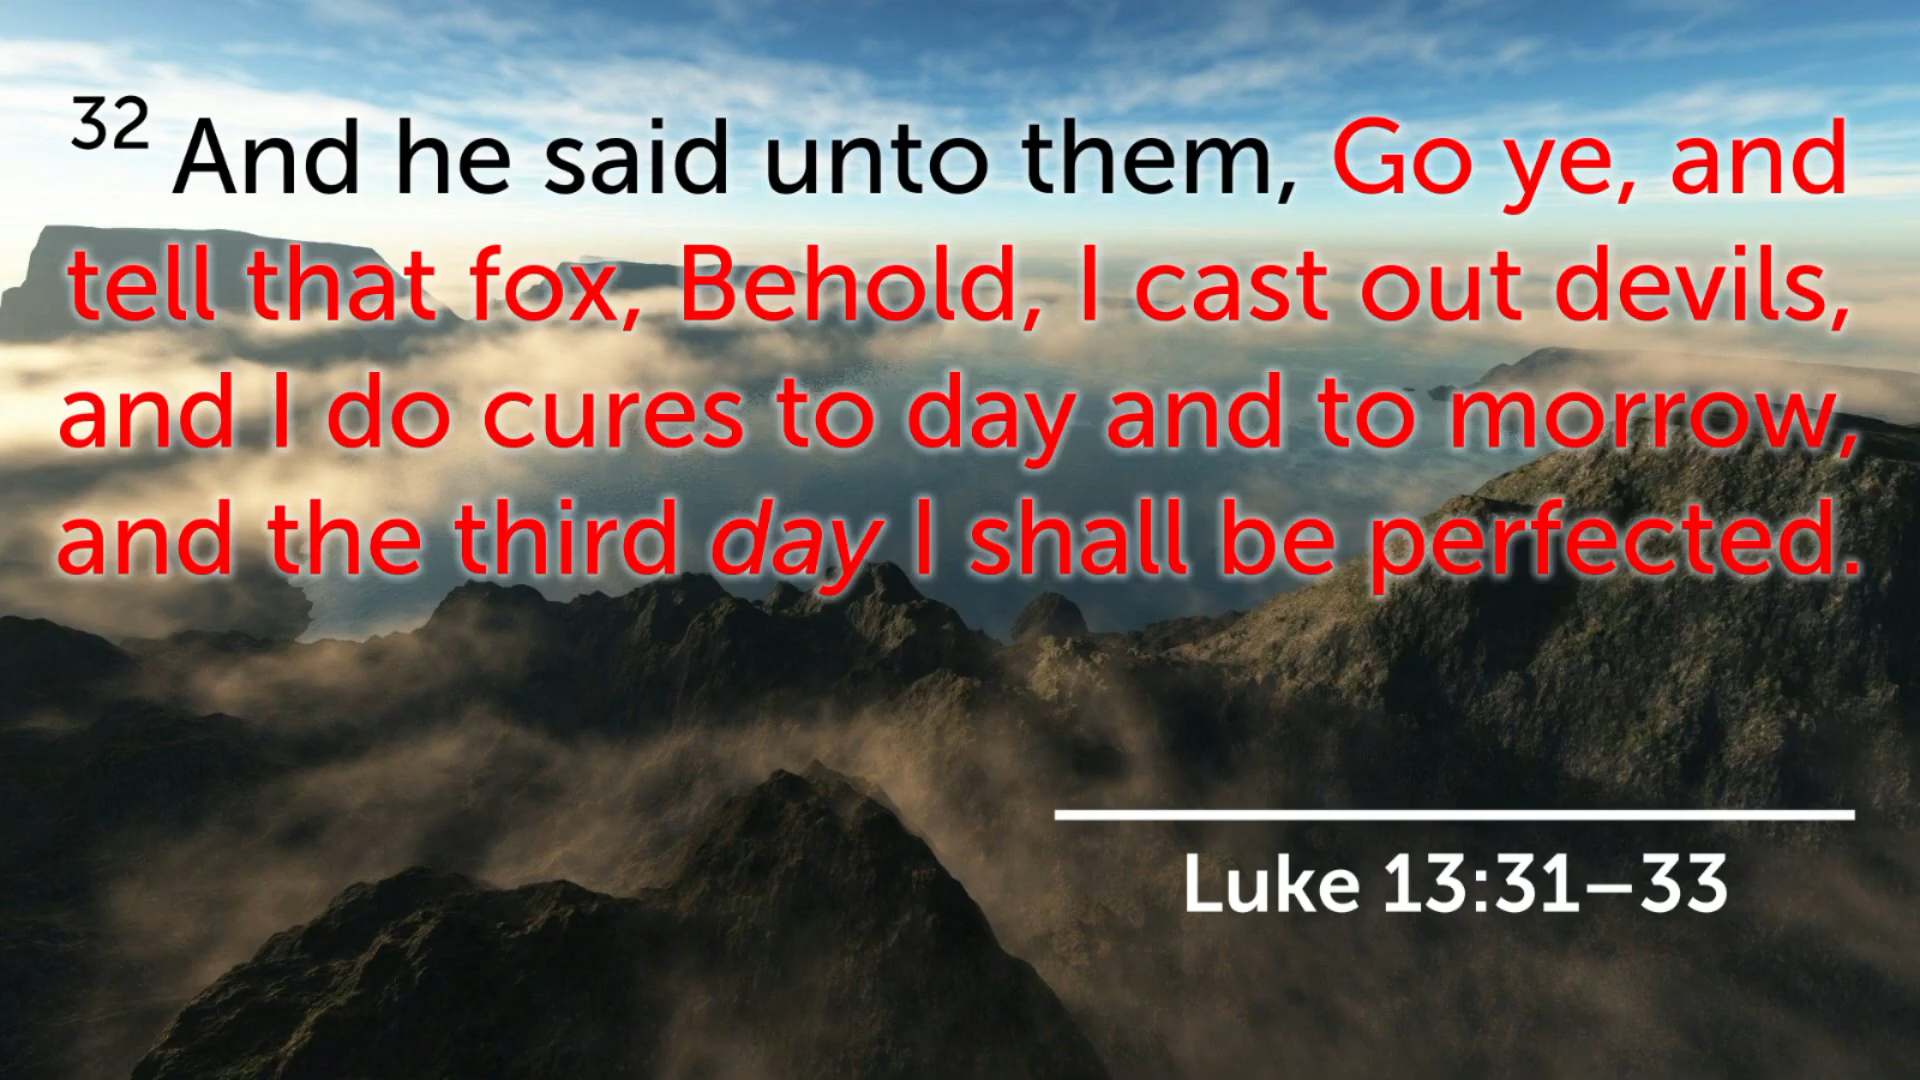 32 And he said unto them, Go ye, and
tell that fox, Behold, I cast out devils,
and I do cures to day and to morrow,
and the third day I shall be perfected.
Luke 13:31–33